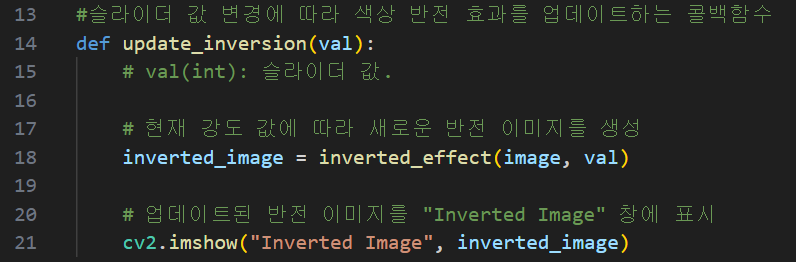 13 #슬라이더 값 변경에 따라 색상 반전 효과를 업데이트하는 콜백함수
14 def update_inversion(val):
15     # val(int): 슬라이더 값.
16
17     # 현재 강도 값에 따라 새로운 반전 이미지를 생성
18     inverted_image = inverted_effect(image, val)
19
20     # 업데이트된 반전 이미지를 "Inverted Image" 창에 표시
21     cv2.imshow("Inverted Image", inverted_image)